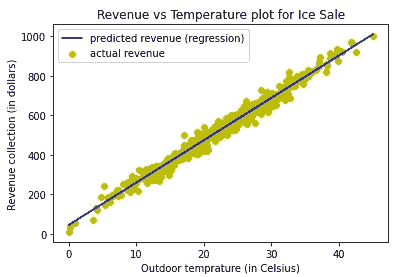 Revenue vs Temperature plot for Ice Sale
predicted revenue (regression)
actual revenue
Revenue collection (in dollars)
1000
800
600
400
200
0
0 10 20 30 40
Outdoor temprature (in Celsius)